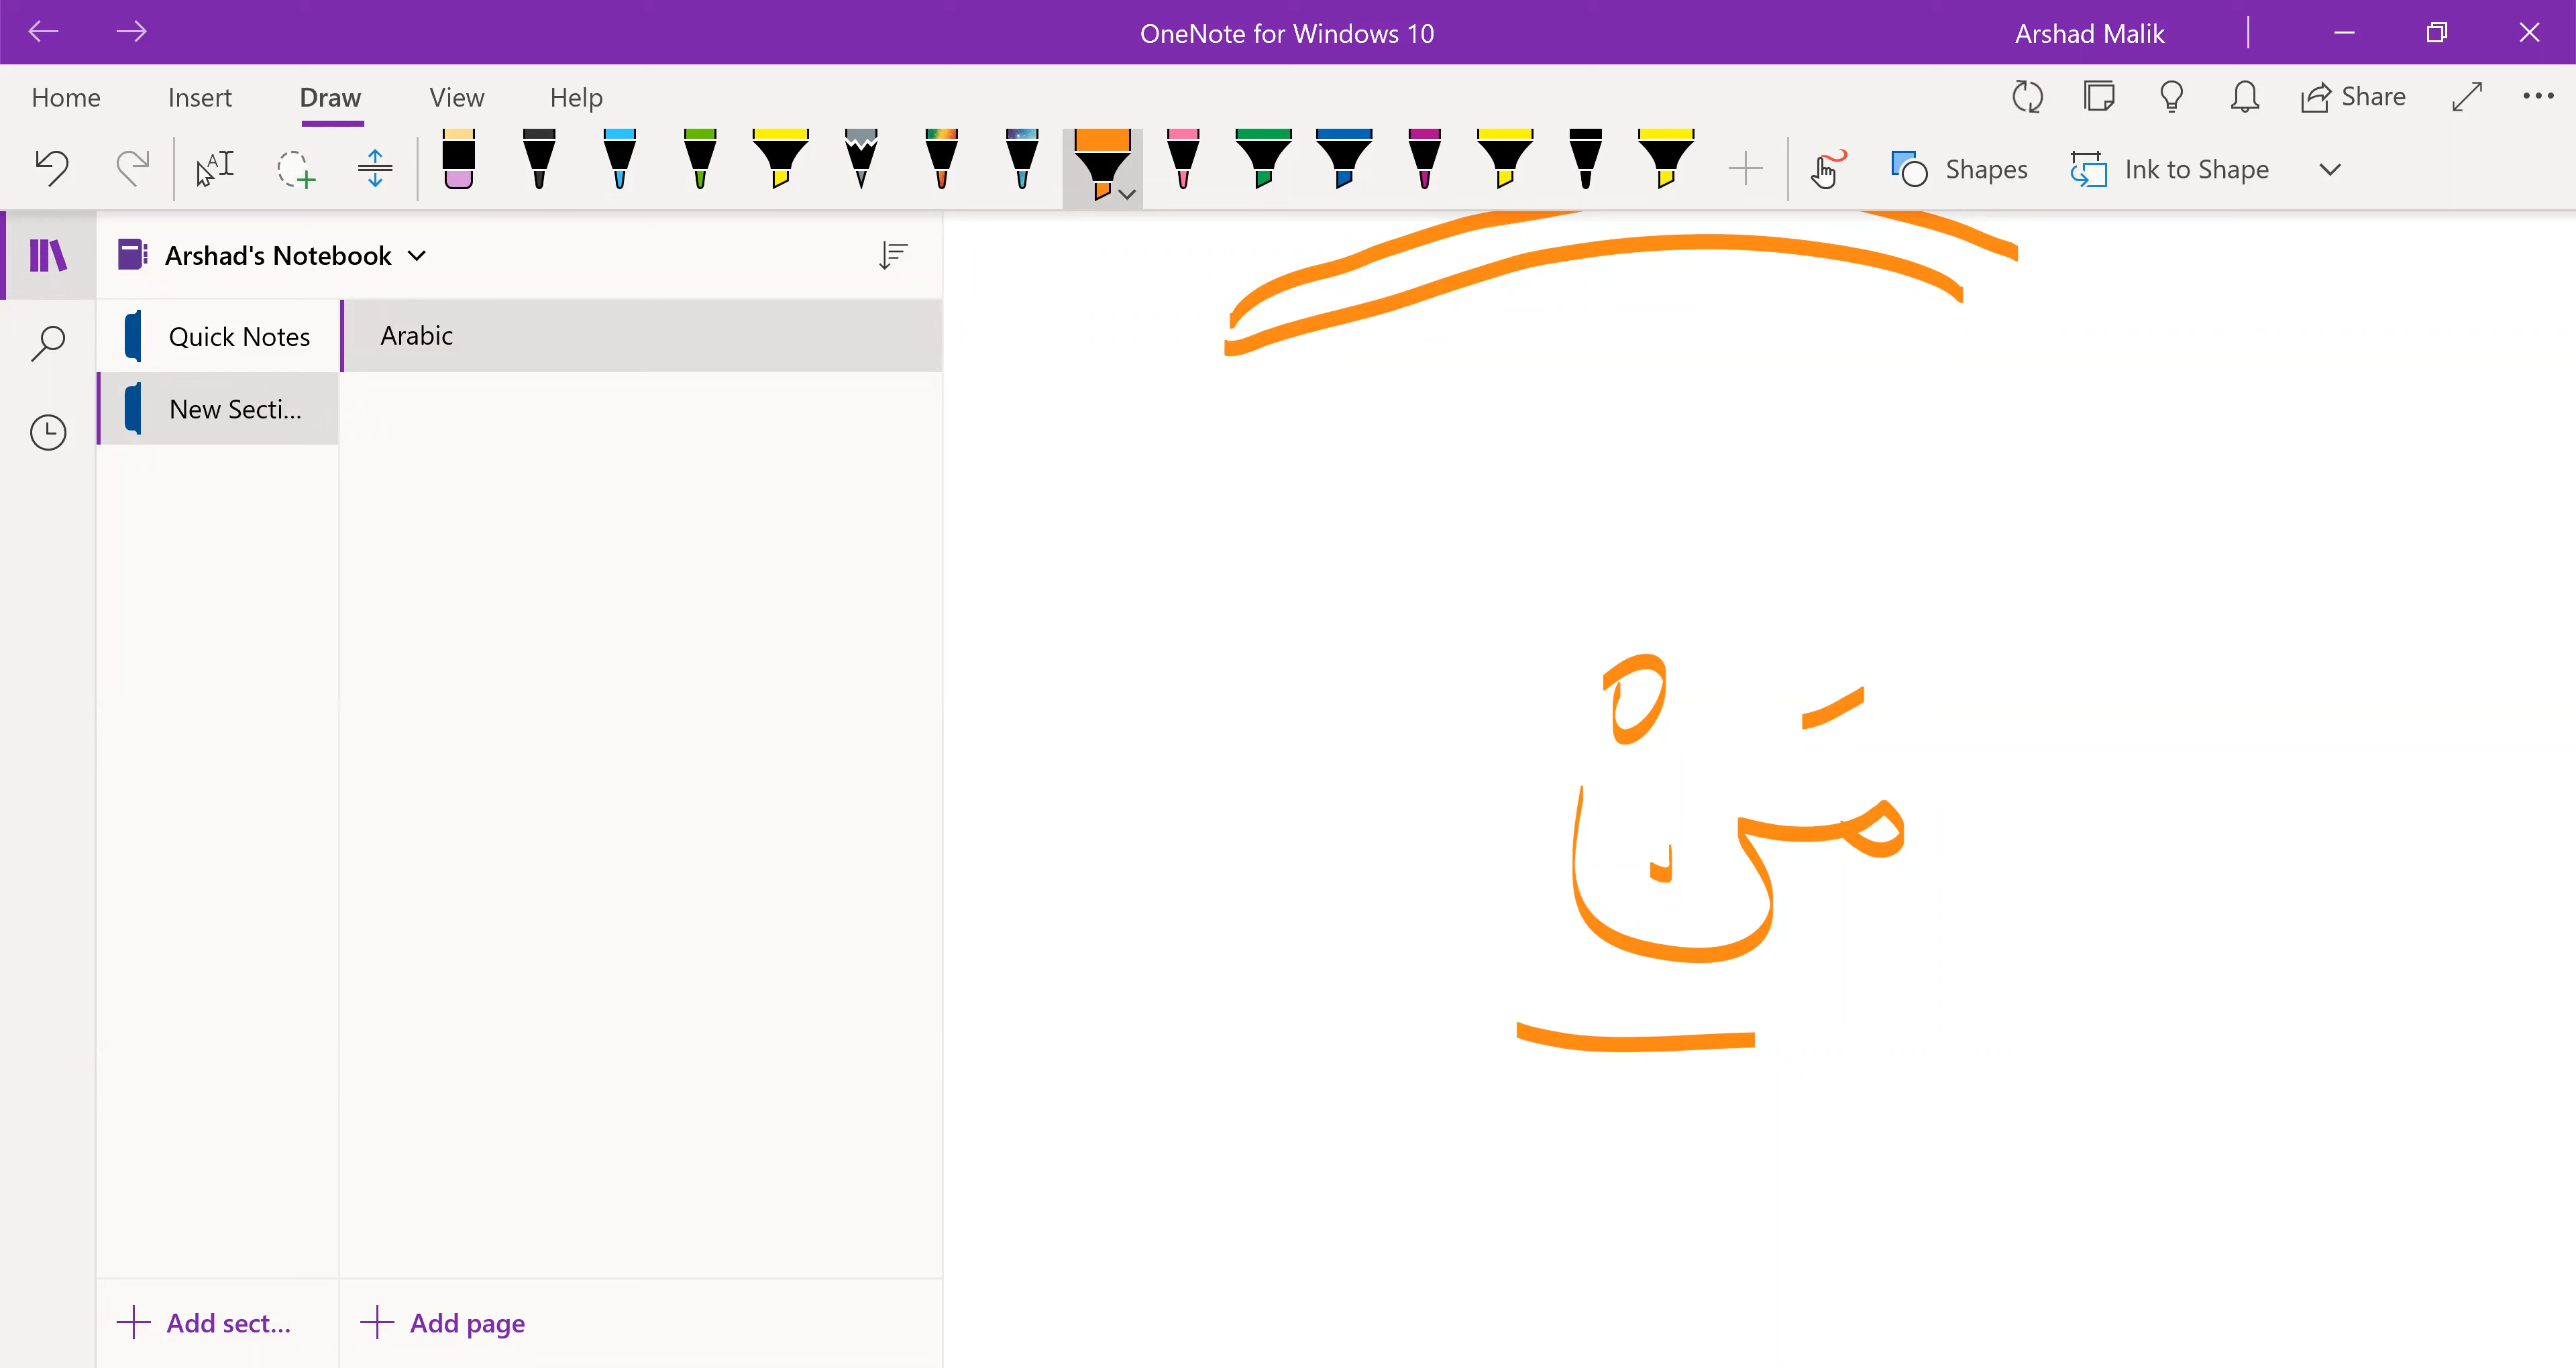 OneNote for Windows 10
Arshad Malik
Home Insert Draw View Help
Share
Shapes
Ink to Shape
Arshad's Notebook
Quick Notes
Arabic
New Secti...
مَنْ
Add sect...
Add page